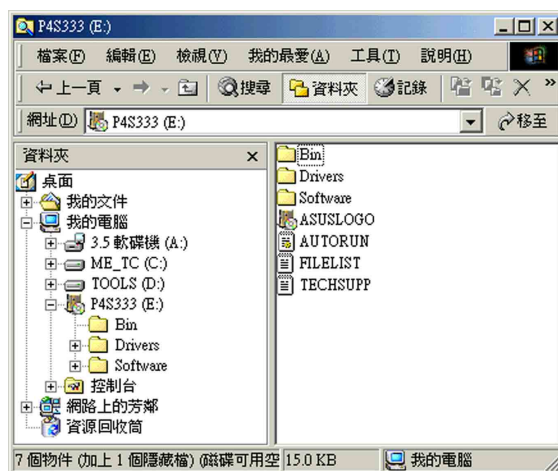 P4S333 (E:)
檔案(F) 編輯(E) 檢視(V) 我的最愛(A) 工具(T) 說明(H)
上一頁 搜尋 資料夾 記錄 »
網址(D) P4S333 (E:) 移至
資料夾
桌面
我的文件
我的電腦
3.5 軟碟機 (A:)
ME_TC (C:)
TOOLS (D:)
P4S333 (E:)
Bin
Drivers
Software
控制台
網路上的芳鄰
資源回收筒
Bin
Drivers
Software
ASUSLOGO
AUTORUN
FILELIST
TECHSUPP
7 個物件 (加上 1 個隱藏檔) (磁碟可用空 15.0 KB 我的電腦